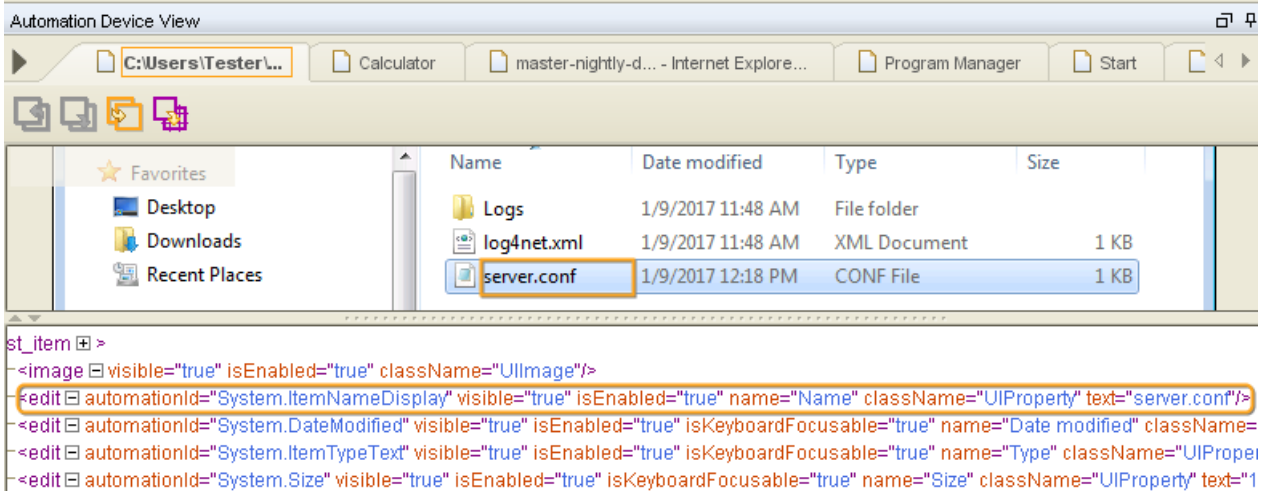 Automation Device View
C:\Users\Tester\... Calculator master-nightly-d... - Internet Explore... Program Manager Start
Name Date modified Type Size
Favorites
Desktop Logs 1/9/2017 11:48 AM File folder
Downloads log4net.xml 1/9/2017 11:48 AM XML Document 1 KB
Recent Places server.conf 1/9/2017 12:18 PM CONF File 1 KB
st_item >
<image visible="true" isEnabled="true" className="UIImage"/>
<edit automationId="System.ItemNameDisplay" visible="true" isEnabled="true" name="Name" className="UIProperty" text="server.conf"/>
<edit automationId="System.DateModified" visible="true" isEnabled="true" isKeyboardFocusable="true" name="Date modified" className=
<edit automationId="System.ItemTypeText" visible="true" isEnabled="true" isKeyboardFocusable="true" name="Type" className="UIProper
<edit automationId="System.Size" visible="true" isEnabled="true" isKeyboardFocusable="true" name="Size" className="UIProperty" text="1